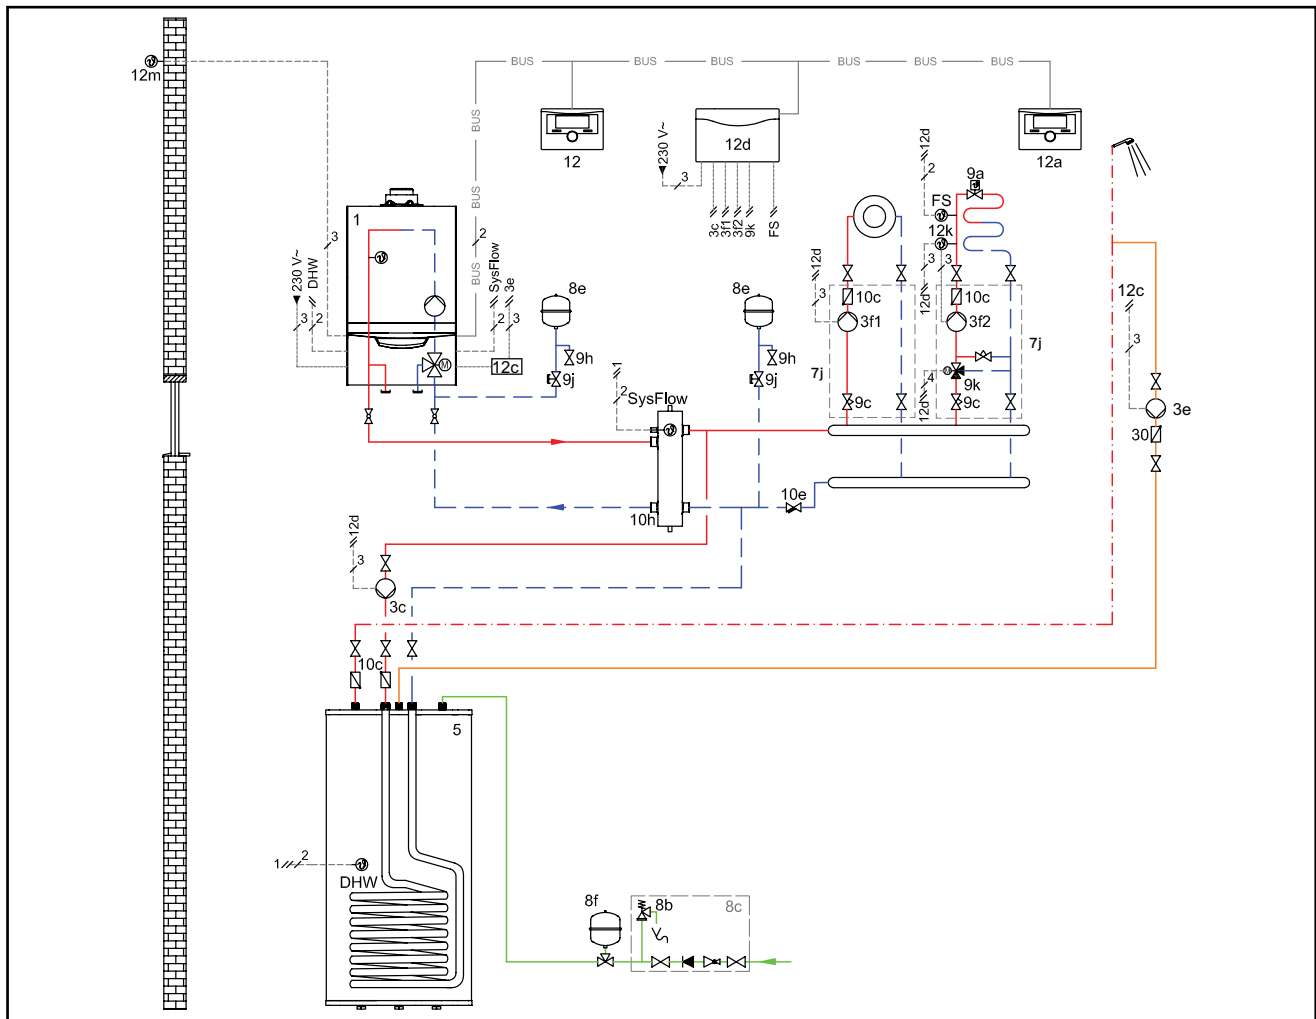 BUS BUS BUS BUS BUS BUS
12m
BUS
12
12d
12a
230 V~
3
3c
3f1
3f2
9k
FS
12d
2
9a
FS
12k
3
3
12d
12d
3
10c
3f1
7j
9c
10c
3f2
7j
9k
4
12d
9c
1
3
2
BUS
230 V~
3
DHW
2
SysFlow
2
3e
3
12c
8e
9h
9j
8e
9h
9j
1
2
SysFlow
10h
10e
12c
3
3e
30
12d
3
3c
10c
5
1
2
DHW
8f
8b
8c